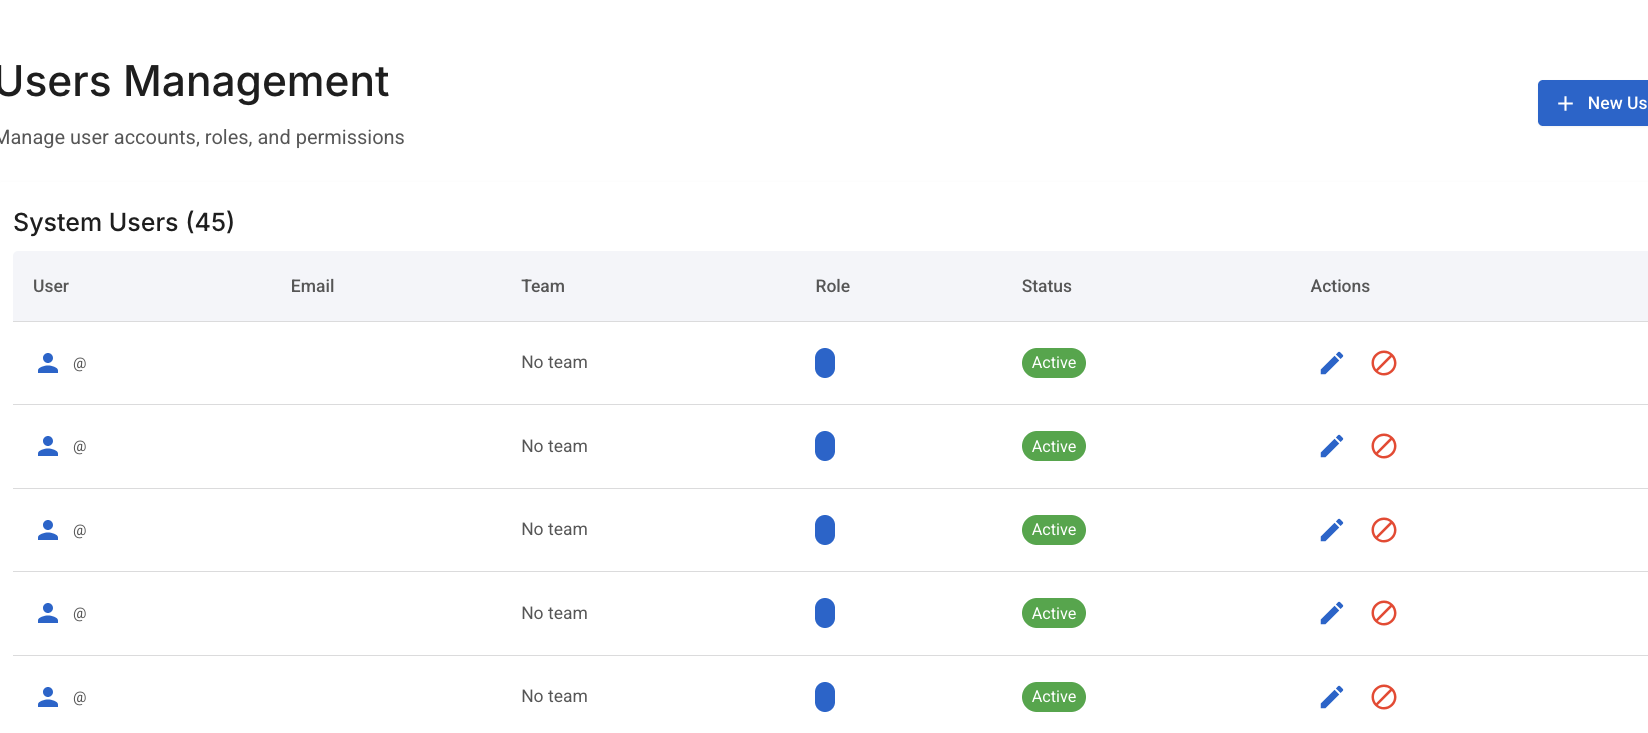 Users Management
Manage user accounts, roles, and permissions
+ New Us
System Users (45)
User Email Team Role Status Actions
@ No team Active
@ No team Active
@ No team Active
@ No team Active
@ No team Active